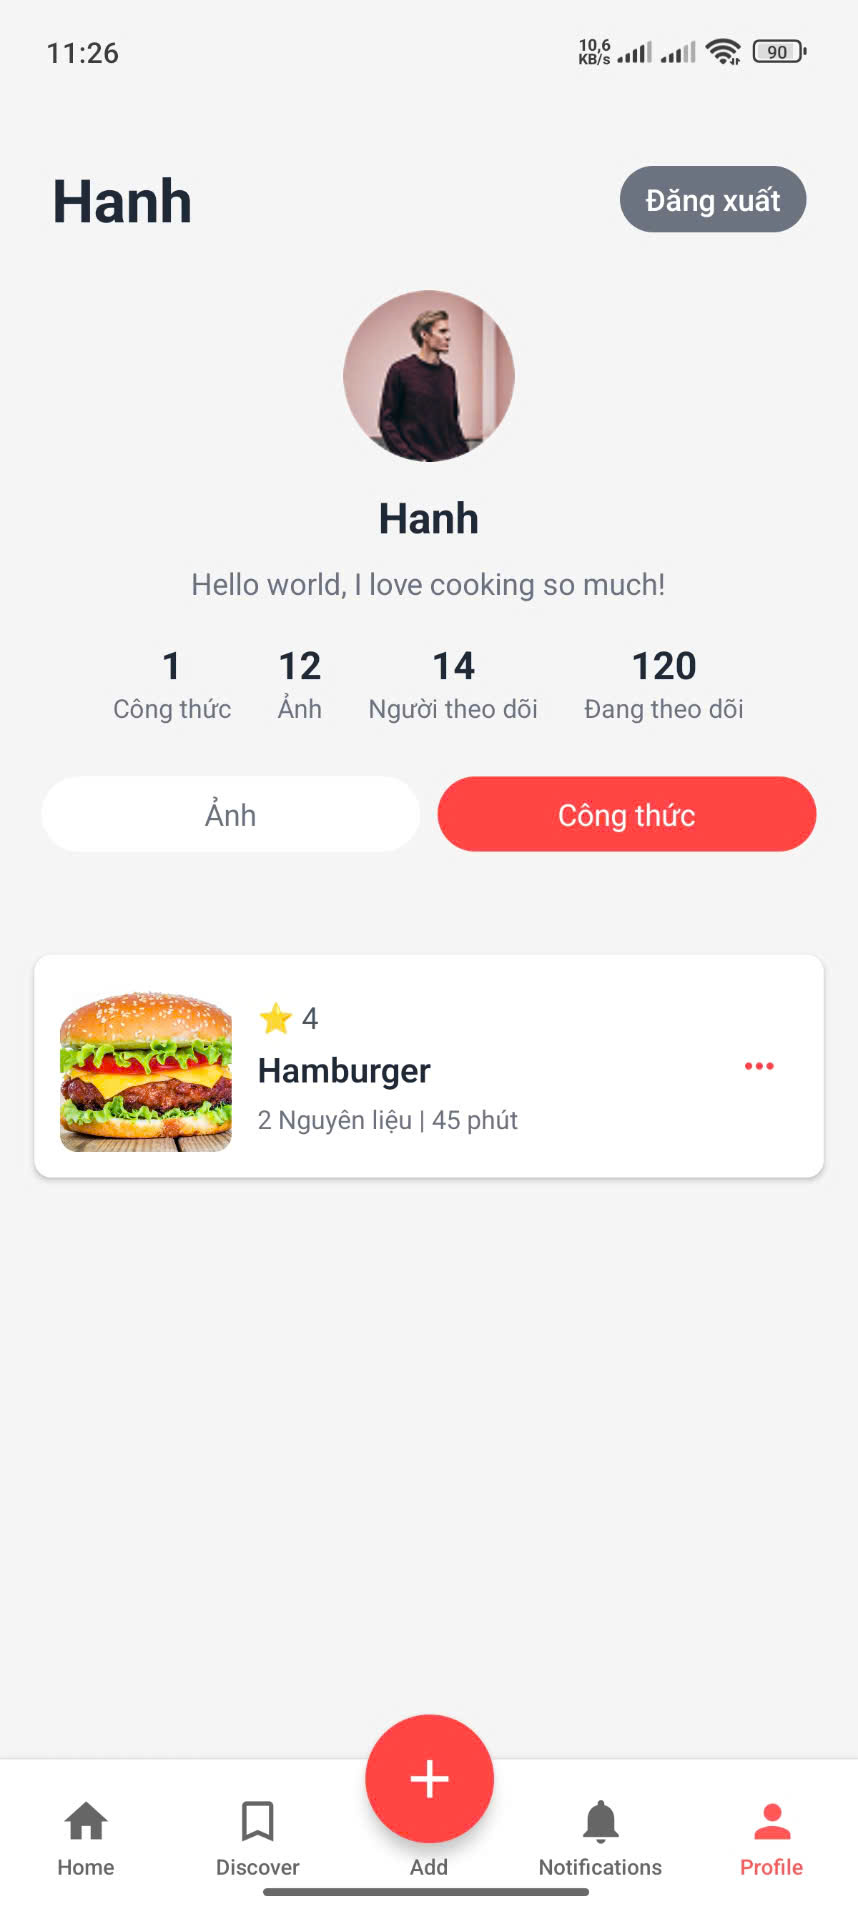 11:26
10,6
KB/s
90
Hanh
Đăng xuất
Hanh
Hello world, I love cooking so much!
1 12 14 120
Công thức Ảnh Người theo dõi Đang theo dõi
Ảnh Công thức
4
Hamburger
2 Nguyên liệu | 45 phút
Home Discover Add Notifications Profile